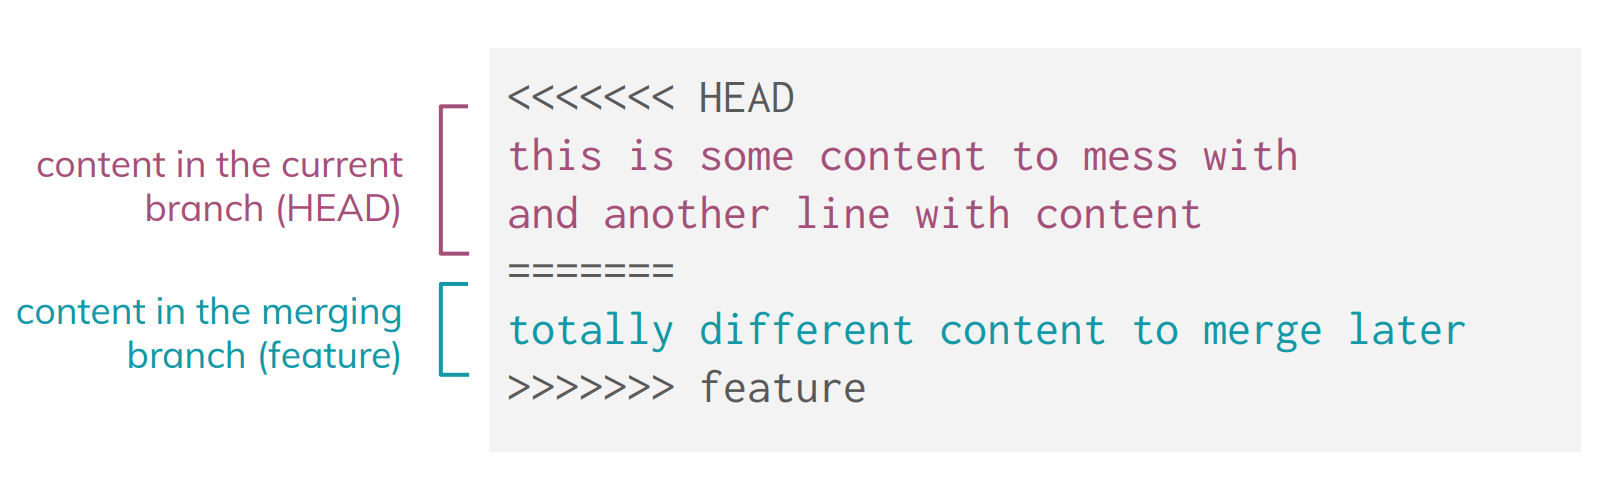 content in the current
branch (HEAD)
content in the merging
branch (feature)
<<<<<<< HEAD
this is some content to mess with
and another line with content
=======
totally different content to merge later
>>>>>>> feature